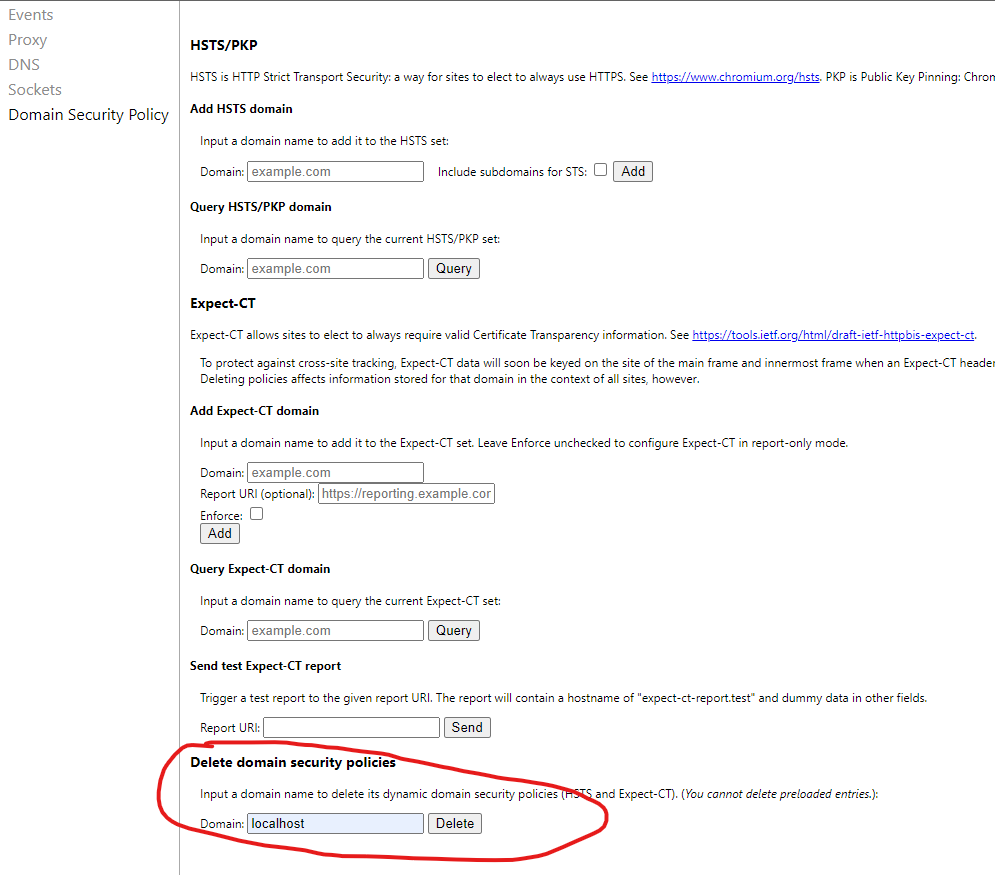 Events
Proxy
DNS
Sockets
Domain Security Policy
HSTS/PKP
HSTS is HTTP Strict Transport Security: a way for sites to elect to always use HTTPS. See https://www.chromium.org/hsts. PKP is Public Key Pinning: Chrom
Add HSTS domain
Input a domain name to add it to the HSTS set:
Domain: example.com Include subdomains for STS: Add
Query HSTS/PKP domain
Input a domain name to query the current HSTS/PKP set:
Domain: example.com Query
Expect-CT
Expect-CT allows sites to elect to always require valid Certificate Transparency information. See https://tools.ietf.org/html/draft-ietf-httpbis-expect-ct.
To protect against cross-site tracking, Expect-CT data will soon be keyed on the site of the main frame and innermost frame when an Expect-CT header
Deleting policies affects information stored for that domain in the context of all sites, however.
Add Expect-CT domain
Input a domain name to add it to the Expect-CT set. Leave Enforce unchecked to configure Expect-CT in report-only mode.
Domain: example.com
Report URI (optional): https://reporting.example.cor
Enforce:
Add
Query Expect-CT domain
Input a domain name to query the current Expect-CT set:
Domain: example.com Query
Send test Expect-CT report
Trigger a test report to the given report URI. The report will contain a hostname of "expect-ct-report.test" and dummy data in other fields.
Report URI: Send
Delete domain security policies
Input a domain name to delete its dynamic domain security policies (HSTS and Expect-CT). (You cannot delete preloaded entries.):
Domain: localhost Delete